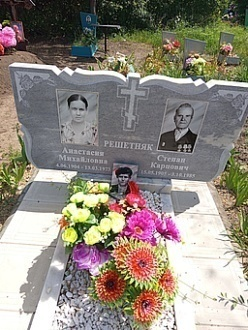 РЕШЕТНЯК
Анастасия
Михайловна
Степан
Карпович